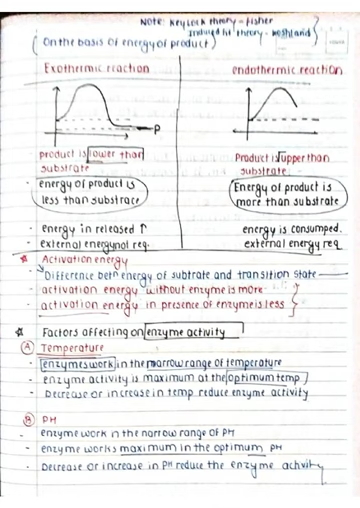 Note: Key Lock theory - fisher
Induced fit theory - koshland
(On the basis of energy of product)
Exothermic reaction
endothermic reaction
P
product is lower than
substrate
Product is upper than
substrate
- energy of product is
less than substrace
Energy of product is
more than substrate
- energy in released ↑
energy is consumped.
- external energy not req.
external energy req
☆ Activation energy
Difference betn energy of subtrate and transition state
- activation energy without enzyme is more
- activation energy in presence of enzyme is less
☆ Factors affecting on enzyme activity
(A) Temperature
- enzymes work in the marrow range of temperature
- enzyme activity is maximum at the optimum temp
- Decrease or increase in temp. reduce enzyme activity
(B) PH
- enzyme work in the narrow range of PH
- enzyme works maximum in the optimum PH
- Decrease or increase in PH reduce the enzyme activity